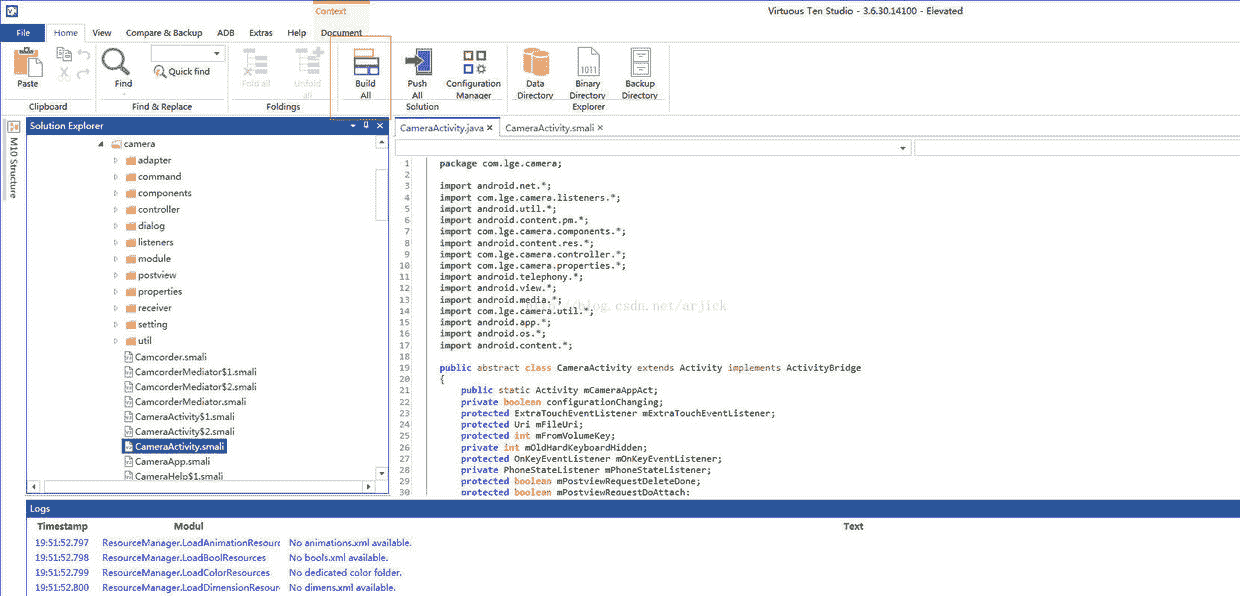 Context
Virtuous Ten Studio - 3.6.30.14100 - Elevated
File Home View Compare & Backup ADB Extras Help Document
Paste
Find
Quick find
Fold all
Unfold all
Build All
Push All
Configuration Manager
Data Directory
Binary Directory
Backup Directory
Clipboard Find & Replace Foldings Solution Explorer
M10 Structure
Solution Explorer
camera
adapter
command
components
controller
dialog
listeners
module
postview
properties
receiver
setting
util
Camcorder.smali
CamcorderMediator$1.smali
CamcorderMediator$2.smali
CamcorderMediator.smali
CameraActivity$1.smali
CameraActivity$2.smali
CameraActivity.smali
CameraApp.smali
CameraHelp$1.smali
CameraActivity.java CameraActivity.smali
1 package com.lge.camera;
2
3 import android.net.*;
4 import com.lge.camera.listeners.*;
5 import android.util.*;
6 import android.content.pm.*;
7 import com.lge.camera.components.*;
8 import android.content.res.*;
9 import com.lge.camera.controller.*;
10 import com.lge.camera.properties.*;
11 import android.telephony.*;
12 import android.view.*;
13 import android.media.*;
14 import com.lge.camera.util.*;
15 import android.app.*;
16 import android.os.*;
17 import android.content.*;
18
19 public abstract class CameraActivity extends Activity implements ActivityBridge
20 {
21 public static Activity mCameraAppAct;
22 private boolean configurationChanging;
23 protected ExtraTouchEventListener mExtraTouchEventListener;
24 protected Uri mFileUri;
25 protected int mFromVolumeKey;
26 private int mOldHardKeyboardHidden;
27 protected OnKeyEventListener mOnKeyEventListener;
28 private PhoneStateListener mPhoneStateListener;
29 protected boolean mPostviewRequestDeleteDone;
30 protected boolean mPostviewRequestDoAttach;
blog.csdn.net/arjick
Logs
Timestamp Modul Text
19:51:52.797 ResourceManager.LoadAnimationResourc No animations.xml available.
19:51:52.798 ResourceManager.LoadBoolResources No bools.xml available.
19:51:52.799 ResourceManager.LoadColorResources No dedicated color folder.
19:51:52.800 ResourceManager.LoadDimensionResour No dimens.xml available.